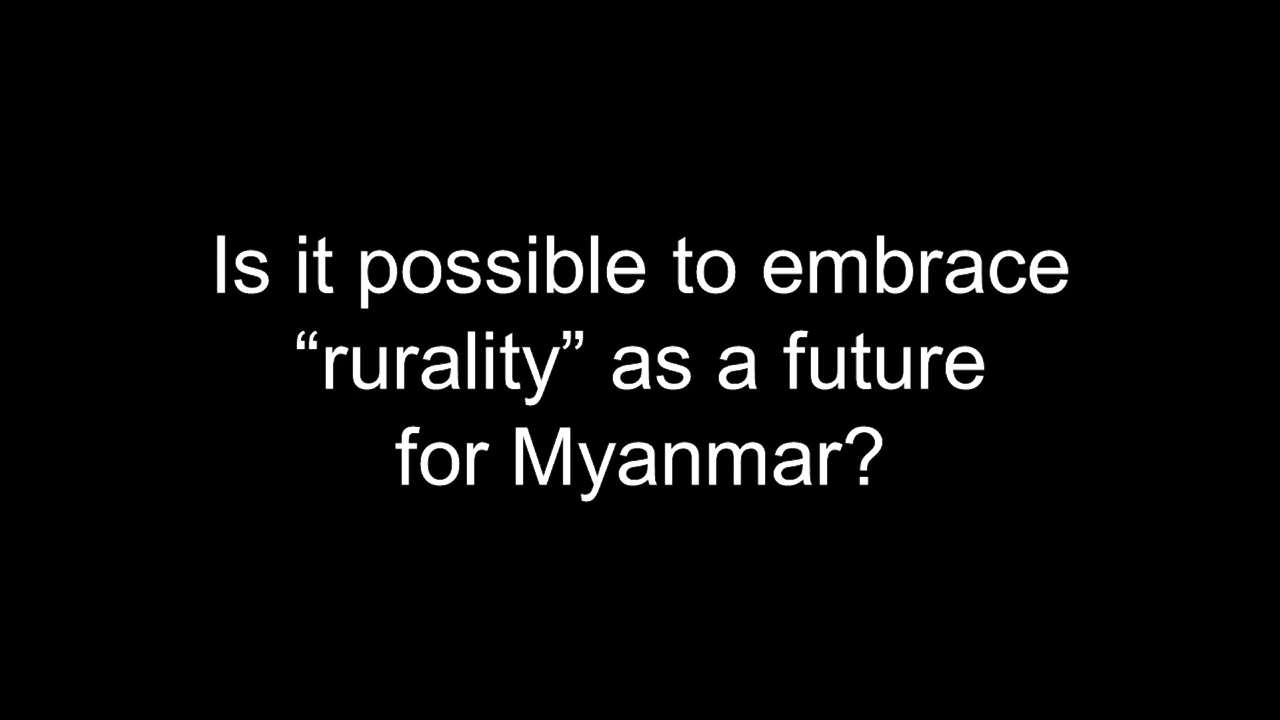 Is it possible to embrace
“rurality” as a future
for Myanmar?